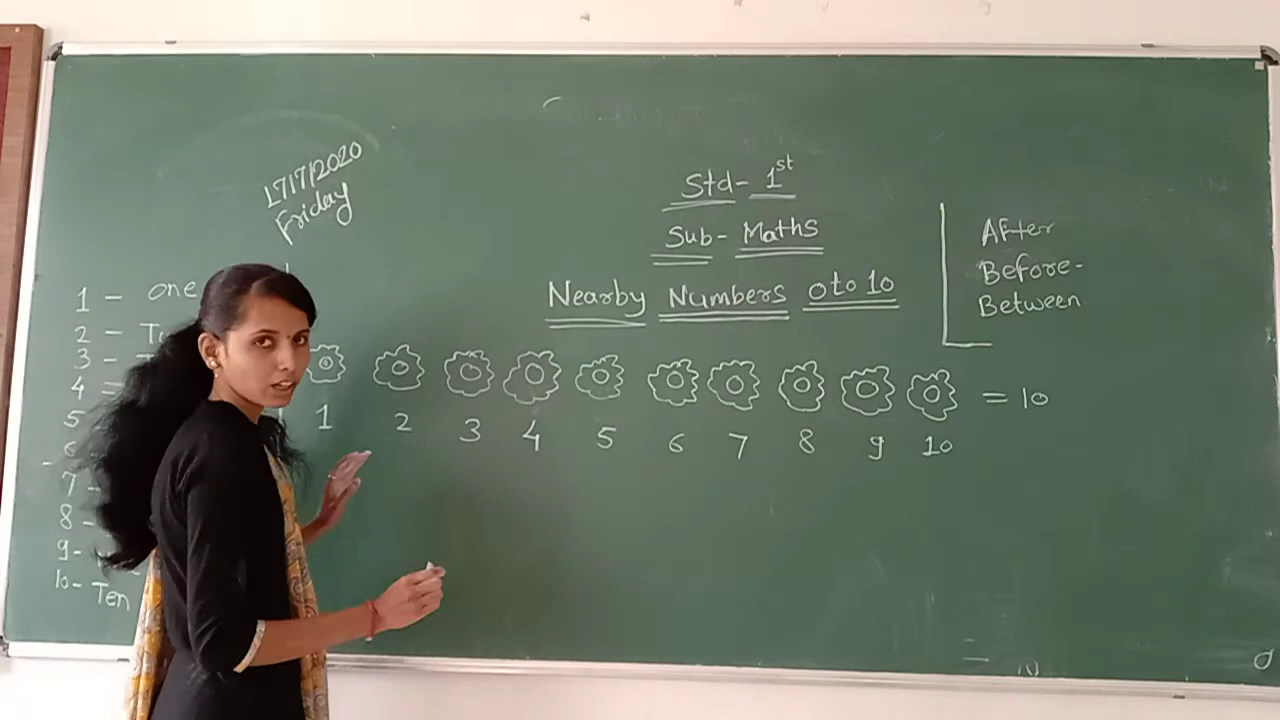 17/7/2020
Friday
Std- 1st
Sub- Maths
Nearby Numbers 0 to 10
After
Before-
Between
1 - one
2 -
3 -
4 =
5
6
7 -
8 -
9-
10- Ten
1 2 3 4 5 6 7 8 9 10
= 10